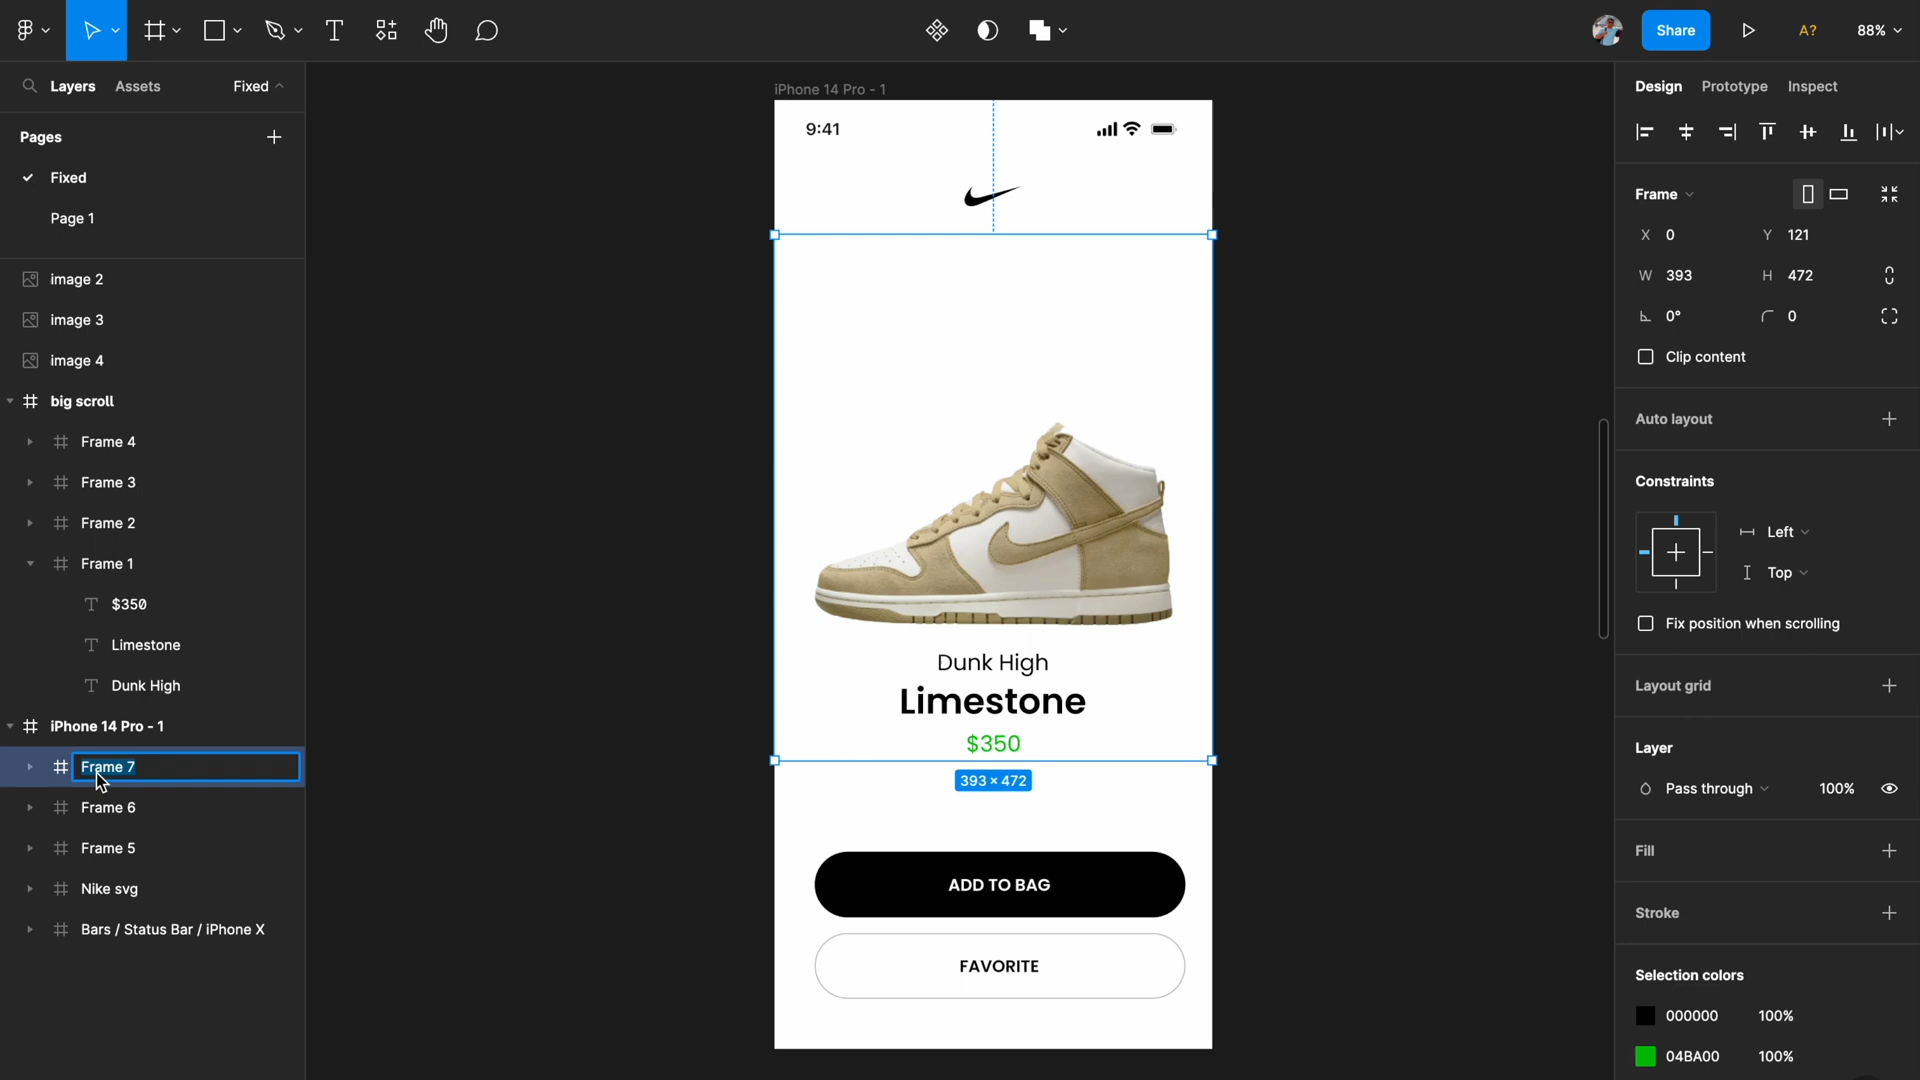 Share
A?
88%
Layers
Assets
Fixed
Pages
Fixed
Page 1
image 2
image 3
image 4
big scroll
Frame 4
Frame 3
Frame 2
Frame 1
$350
Limestone
Dunk High
iPhone 14 Pro - 1
Frame 7
Frame 6
Frame 5
Nike svg
Bars / Status Bar / iPhone X
iPhone 14 Pro - 1
9:41
Dunk High
Limestone
$350
393 × 472
ADD TO BAG
FAVORITE
Design
Prototype
Inspect
Frame
X 0
Y 121
W 393
H 472
0°
0
Clip content
Auto layout
Constraints
Left
Top
Fix position when scrolling
Layout grid
Layer
Pass through
100%
Fill
Stroke
Selection colors
000000 100%
04BA00 100%